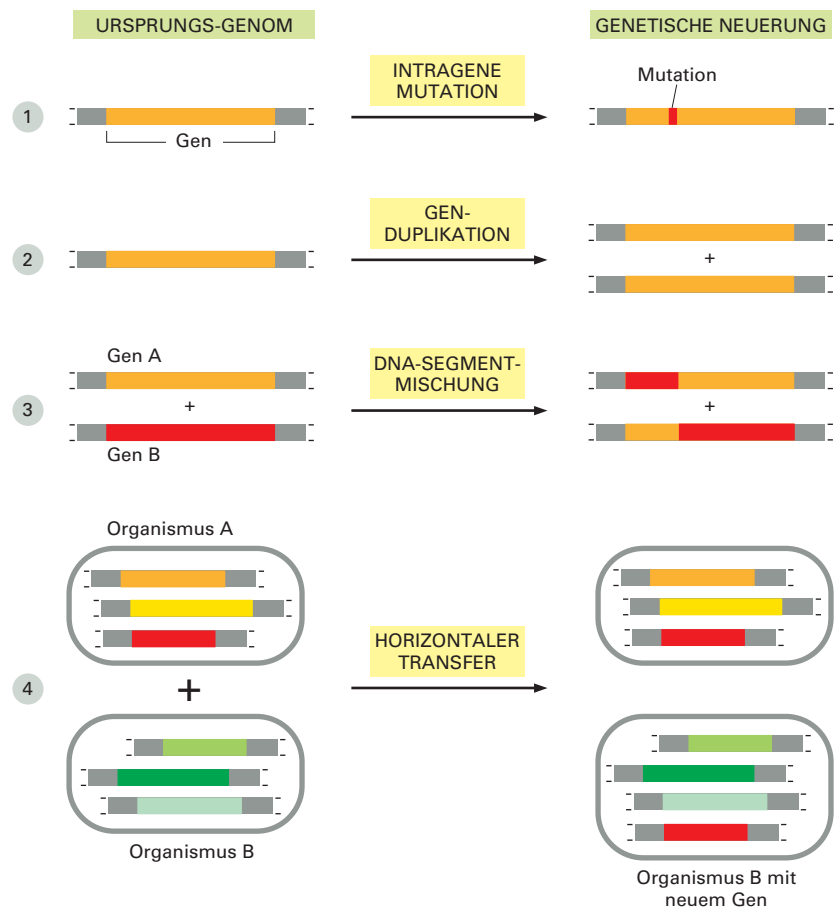 URSPRUNGS-GENOM
GENETISCHE NEUERUNG
1
Gen
INTRAGENE
MUTATION
Mutation
2
GEN-
DUPLIKATION
+
3
Gen A
+
Gen B
DNA-SEGMENT-
MISCHUNG
+
4
Organismus A
+
Organismus B
HORIZONTALER
TRANSFER
Organismus B mit
neuem Gen